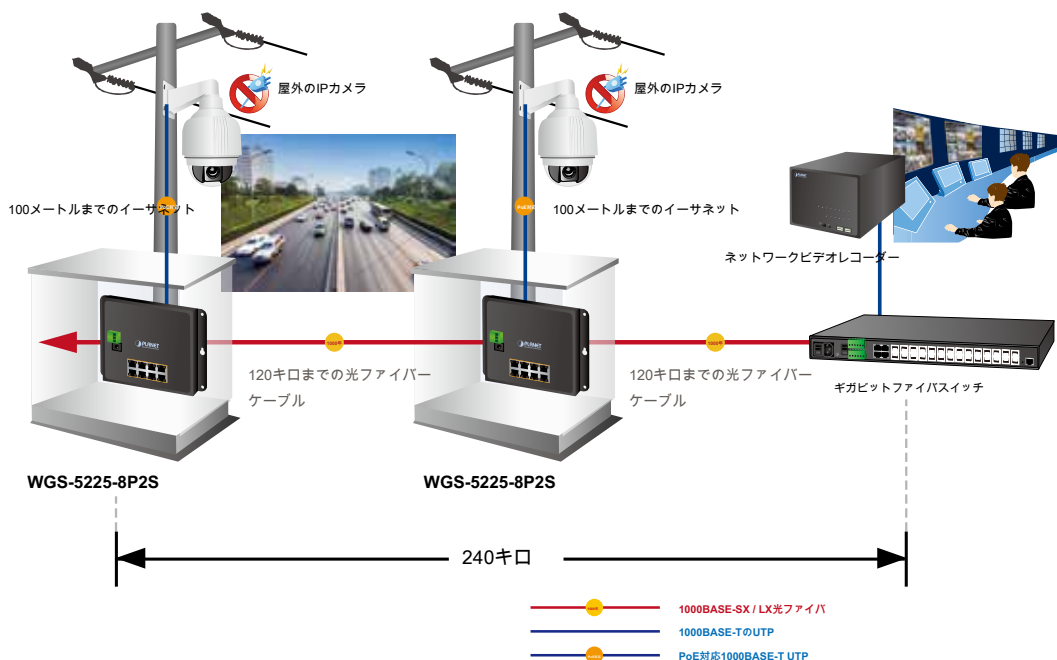 屋外のIPカメラ
屋外のIPカメラ
100メートルまでのイーサネット
PoE対応
100メートルまでのイーサネット
ネットワークビデオレコーダー
PLANET
PLANET
120キロまでの光ファイバー
ケーブル
120キロまでの光ファイバー
ケーブル
ギガビットファイバスイッチ
WGS-5225-8P2S
WGS-5225-8P2S
240キロ
1000BASE-SX / LX光ファイバ
1000BASE-TのUTP
PoE対応1000BASE-T UTP